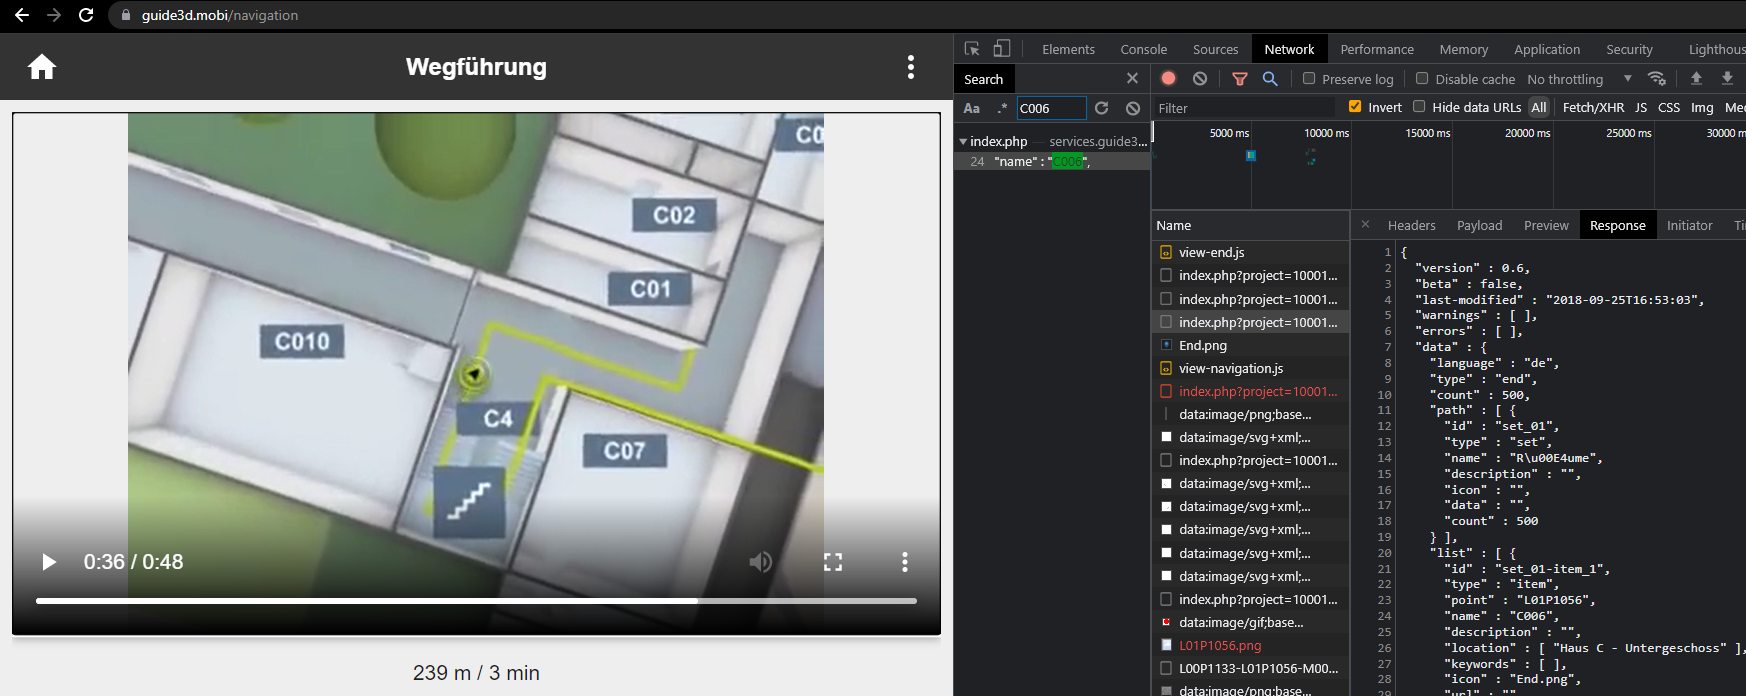 guide3d.mobi/navigation
Wegführung
C02
C01
C010
C4
C07
0:36 / 0:48
239 m / 3 min
Elements Console Sources Network Performance Memory Application Security
Search
Preserve log Disable cache No throttling
Aa .* C006
Filter
Invert Hide data URLs All Fetch/XHR JS CSS Img
5000 ms 10000 ms 15000 ms 20000 ms 25000 ms 30000 m
index.php — services.guide3...
24 "name" : "C006",
Name
view-end.js
index.php?project=10001...
index.php?project=10001...
index.php?project=10001...
End.png
view-navigation.js
index.php?project=10001...
data:image/png;base...
data:image/svg+xml;...
index.php?project=10001...
data:image/svg+xml;...
data:image/svg+xml;...
data:image/svg+xml;...
data:image/svg+xml;...
data:image/svg+xml;...
index.php?project=10001...
data:image/gif;base...
L01P1056.png
L00P1133-L01P1056-M00...
data:image/png;base...
Headers Payload Preview Response Initiator
1 {
2 "version" : 0.6,
3 "beta" : false,
4 "last-modified" : "2018-09-25T16:53:03",
5 "warnings" : [ ],
6 "errors" : [ ],
7 "data" : {
8 "language" : "de",
9 "type" : "end",
10 "count" : 500,
11 "path" : [ {
12 "id" : "set_01",
13 "type" : "set",
14 "name" : "R\u00E4ume",
15 "description" : "",
16 "icon" : "",
17 "data" : "",
18 "count" : 500
19 } ],
20 "list" : [ {
21 "id" : "set_01-item_1",
22 "type" : "item",
23 "point" : "L01P1056",
24 "name" : "C006",
25 "description" : "",
26 "location" : [ "Haus C - Untergeschoss" ],
27 "keywords" : [ ],
28 "icon" : "End.png",
29 "url" : ""